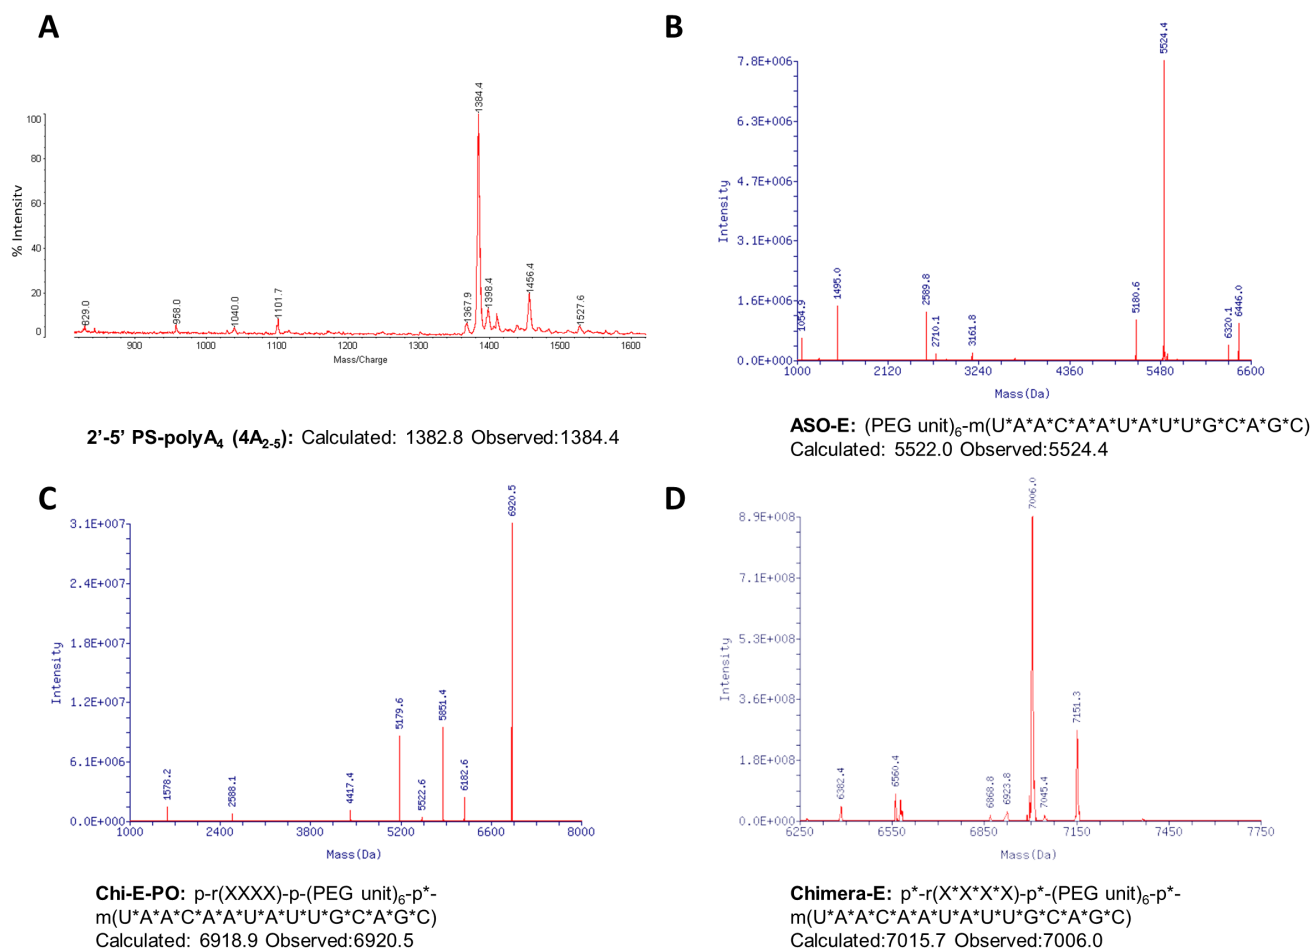 A
100
80
60
40
20
0
% Intensity
829.0
958.0
1040.0
1101.7
1367.9
1384.4
1398.4
1456.4
1527.6
900
1000
1100
1200
1300
1400
1500
1600
Mass/Charge
2'-5' PS-polyA4 (4A2-5): Calculated: 1382.8 Observed:1384.4
B
7.8E+006
6.3E+006
4.7E+006
3.1E+006
1.6E+006
0.0E+000
Intensity
1054.9
1495.0
2589.8
2710.1
3161.8
5180.6
5524.4
6320.1
6446.0
1000
2120
3240
4360
5480
6600
Mass(Da)
ASO-E: (PEG unit)6-m(U*A*A*C*A*A*U*A*U*U*G*C*A*G*C)
Calculated: 5522.0 Observed:5524.4
C
3.1E+007
2.4E+007
1.8E+007
1.2E+007
6.1E+006
0.0E+000
Intensity
1578.2
2588.1
4417.4
5179.6
5522.6
5851.4
6182.6
6920.5
1000
2400
3800
5200
6600
8000
Mass(Da)
Chi-E-PO: p-r(XXXX)-p-(PEG unit)6-p*-
m(U*A*A*C*A*A*U*A*U*U*G*C*A*G*C)
Calculated: 6918.9 Observed:6920.5
D
8.9E+008
7.1E+008
5.3E+008
3.6E+008
1.8E+008
0.0E+000
Intensity
6382.4
6560.4
6868.8
6923.8
7006.0
7045.4
7151.3
6250
6550
6850
7150
7450
7750
Mass(Da)
Chimera-E: p*-r(X*X*X*X)-p*-(PEG unit)6-p*-
m(U*A*A*C*A*A*U*A*U*U*G*C*A*G*C)
Calculated:7015.7 Observed:7006.0